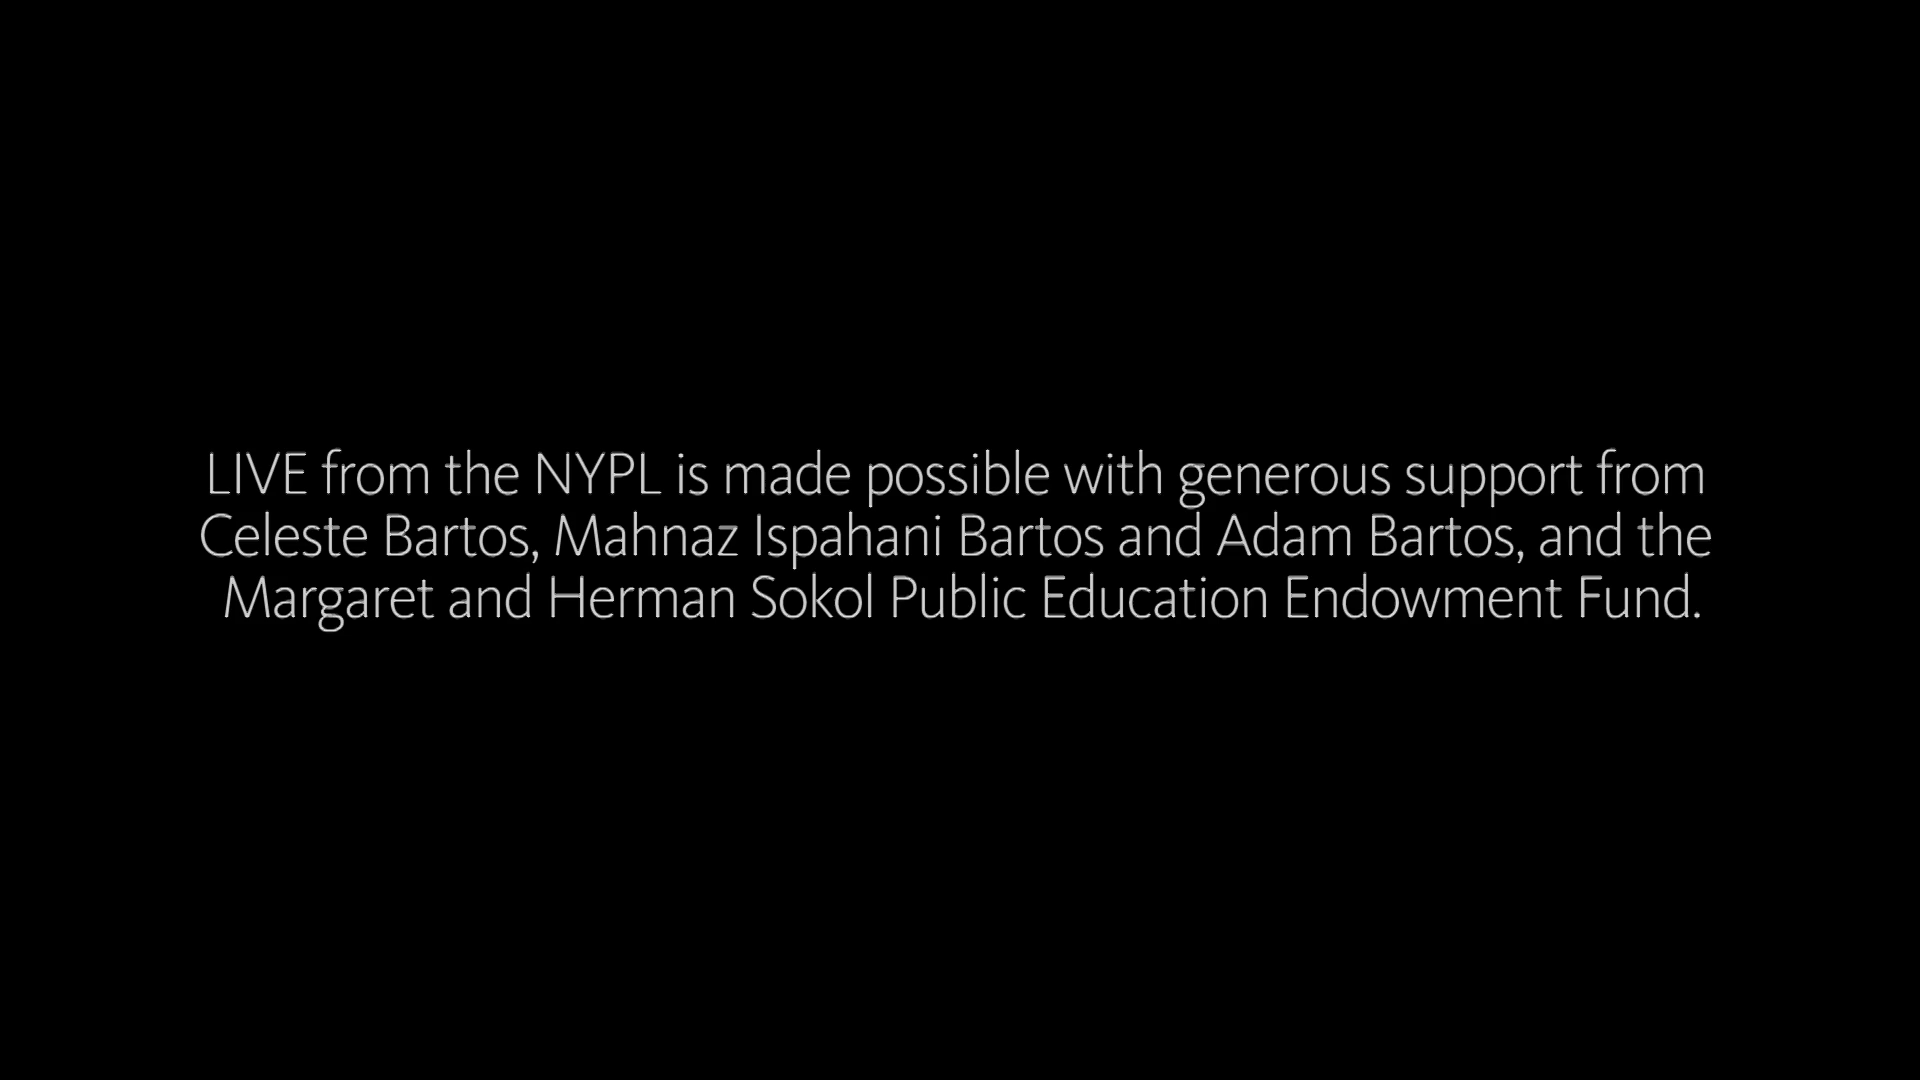 LIVE from the NYPL is made possible with generous support from
Celeste Bartos, Mahnaz Ispahani Bartos and Adam Bartos, and the
Margaret and Herman Sokol Public Education Endowment Fund.